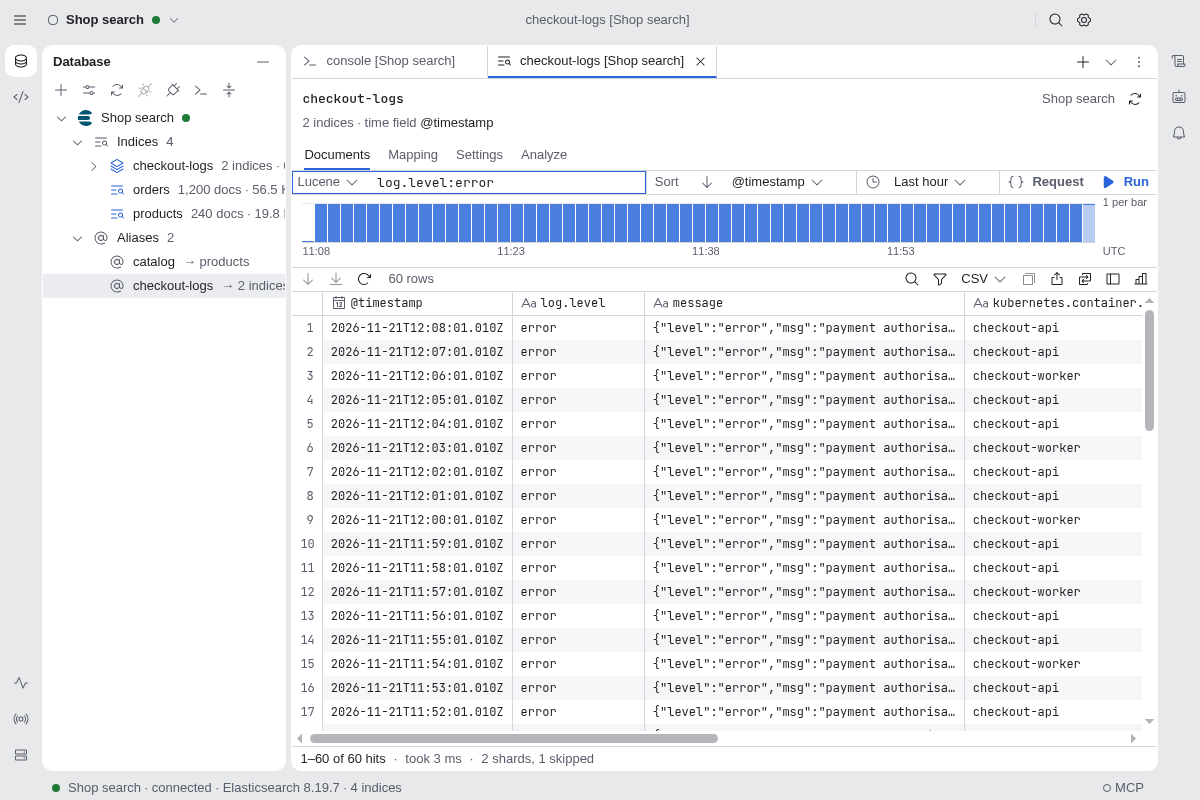 Shop search
checkout-logs [Shop search]
Database
console [Shop search]
checkout-logs [Shop search]
checkout-logs
Shop search
2 indices · time field @timestamp
Shop search
Indices 4
checkout-logs 2 indices ·
orders 1,200 docs · 56.5
products 240 docs · 19.8
Aliases 2
catalog → products
checkout-logs → 2 indices
Documents Mapping Settings Analyze
Lucene log.level:error Sort @timestamp Last hour { } Request Run
1 per bar
11:08 11:23 11:38 11:53 UTC
60 rows CSV
@timestamp log.level message kubernetes.container.
1 2026-11-21T12:08:01.010Z error {"level":"error","msg":"payment authorisa… checkout-api
2 2026-11-21T12:07:01.010Z error {"level":"error","msg":"payment authorisa… checkout-api
3 2026-11-21T12:06:01.010Z error {"level":"error","msg":"payment authorisa… checkout-worker
4 2026-11-21T12:05:01.010Z error {"level":"error","msg":"payment authorisa… checkout-api
5 2026-11-21T12:04:01.010Z error {"level":"error","msg":"payment authorisa… checkout-api
6 2026-11-21T12:03:01.010Z error {"level":"error","msg":"payment authorisa… checkout-worker
7 2026-11-21T12:02:01.010Z error {"level":"error","msg":"payment authorisa… checkout-api
8 2026-11-21T12:01:01.010Z error {"level":"error","msg":"payment authorisa… checkout-api
9 2026-11-21T12:00:01.010Z error {"level":"error","msg":"payment authorisa… checkout-worker
10 2026-11-21T11:59:01.010Z error {"level":"error","msg":"payment authorisa… checkout-api
11 2026-11-21T11:58:01.010Z error {"level":"error","msg":"payment authorisa… checkout-api
12 2026-11-21T11:57:01.010Z error {"level":"error","msg":"payment authorisa… checkout-worker
13 2026-11-21T11:56:01.010Z error {"level":"error","msg":"payment authorisa… checkout-api
14 2026-11-21T11:55:01.010Z error {"level":"error","msg":"payment authorisa… checkout-api
15 2026-11-21T11:54:01.010Z error {"level":"error","msg":"payment authorisa… checkout-worker
16 2026-11-21T11:53:01.010Z error {"level":"error","msg":"payment authorisa… checkout-api
17 2026-11-21T11:52:01.010Z error {"level":"error","msg":"payment authorisa… checkout-api
1–60 of 60 hits · took 3 ms · 2 shards, 1 skipped
Shop search · connected · Elasticsearch 8.19.7 · 4 indices
MCP